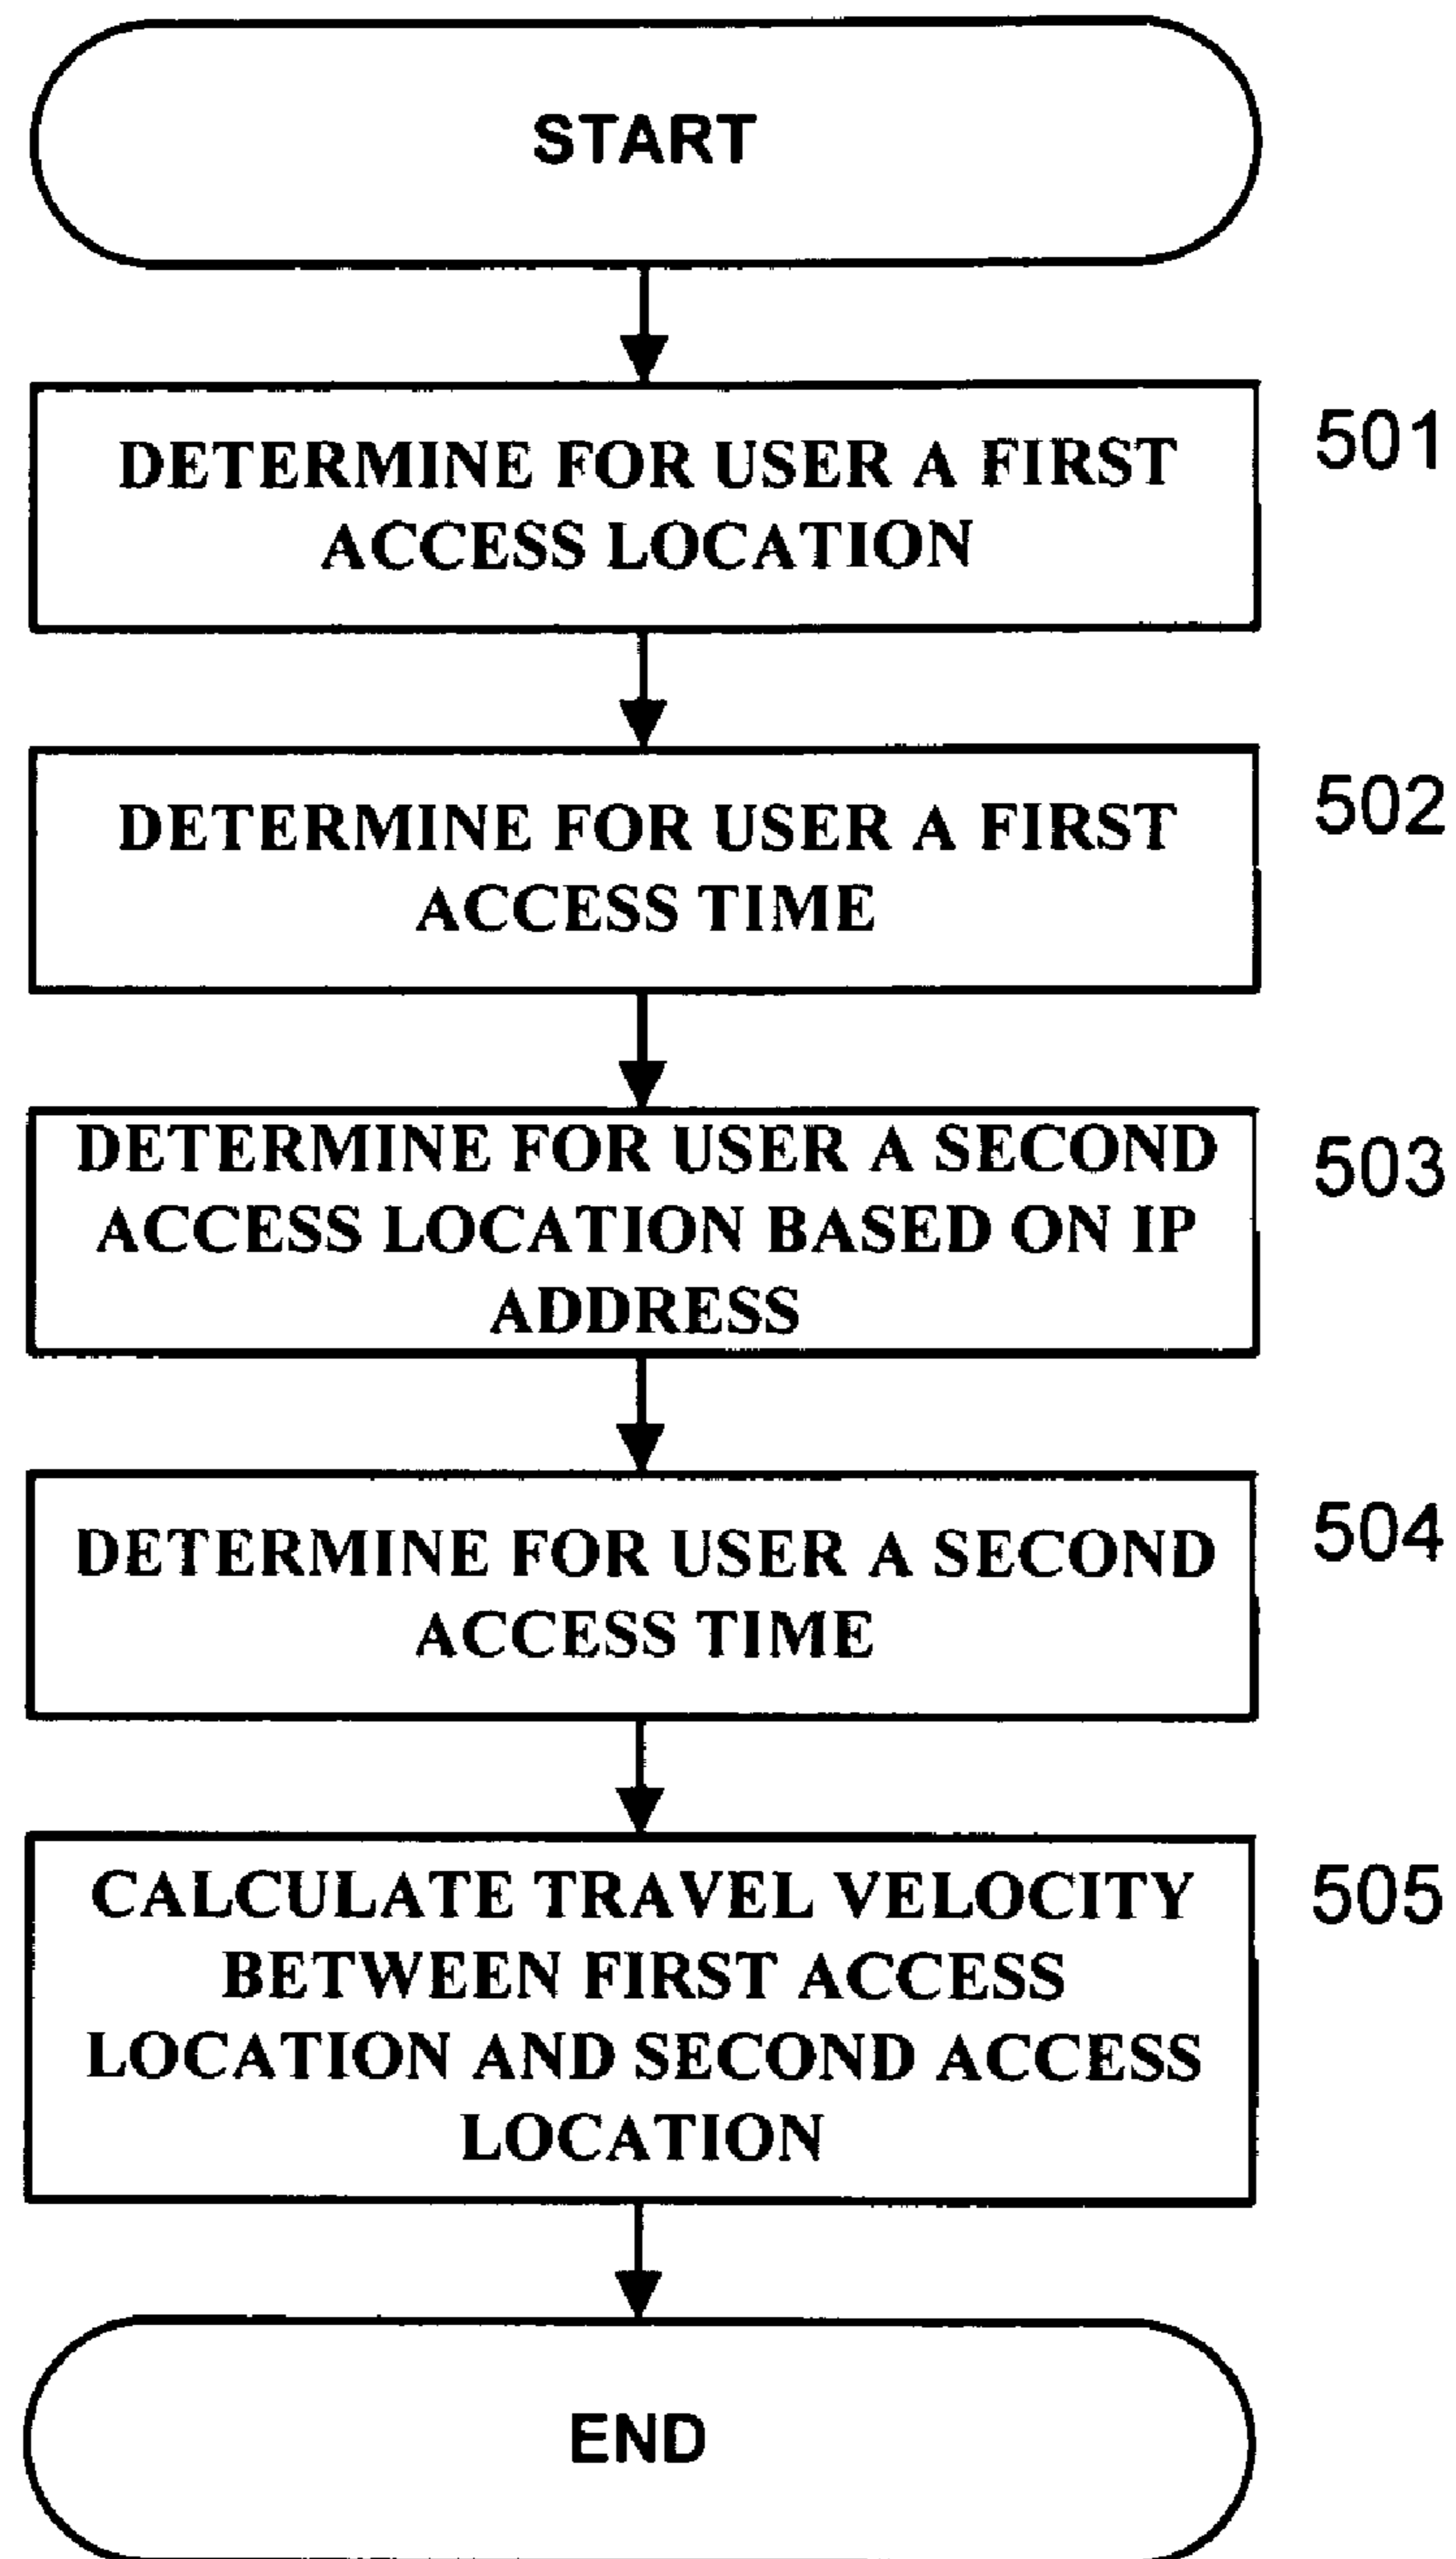 START
DETERMINE FOR USER A FIRST
ACCESS LOCATION
501
DETERMINE FOR USER A FIRST
ACCESS TIME
502
DETERMINE FOR USER A SECOND
ACCESS LOCATION BASED ON IP
ADDRESS
503
DETERMINE FOR USER A SECOND
ACCESS TIME
504
CALCULATE TRAVEL VELOCITY
BETWEEN FIRST ACCESS
LOCATION AND SECOND ACCESS
LOCATION
505
END